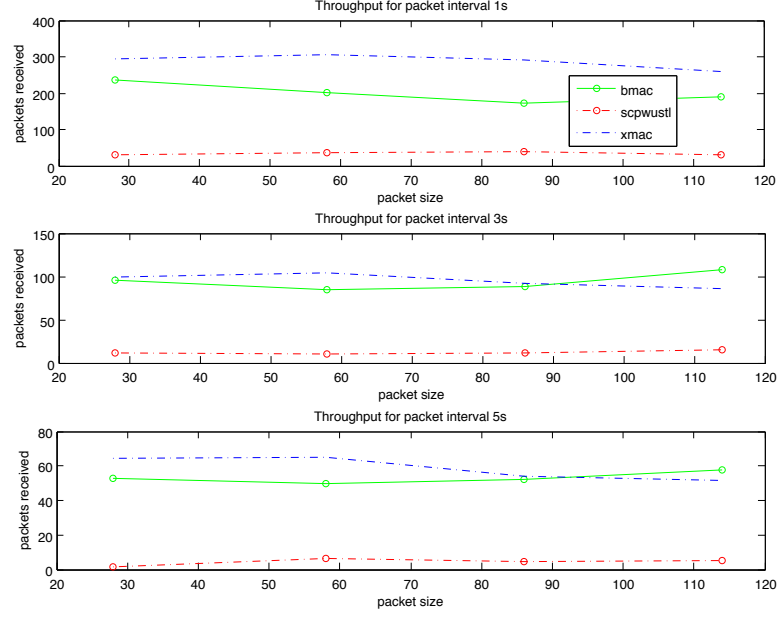 Throughput for packet interval 1s
400
300
200
100
0
packets received
bmac
scpwustl
xmac
20 30 40 50 60 70 80 90 100 110 120
packet size
Throughput for packet interval 3s
150
100
50
0
packets received
20 30 40 50 60 70 80 90 100 110 120
packet size
Throughput for packet interval 5s
80
60
40
20
0
packets received
20 30 40 50 60 70 80 90 100 110 120
packet size